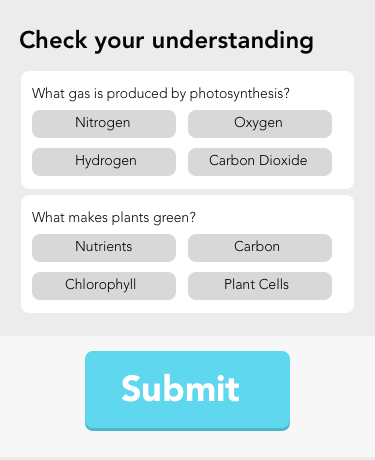 Check your understanding
What gas is produced by photosynthesis?
Nitrogen
Oxygen
Hydrogen
Carbon Dioxide
What makes plants green?
Nutrients
Carbon
Chlorophyll
Plant Cells
Submit